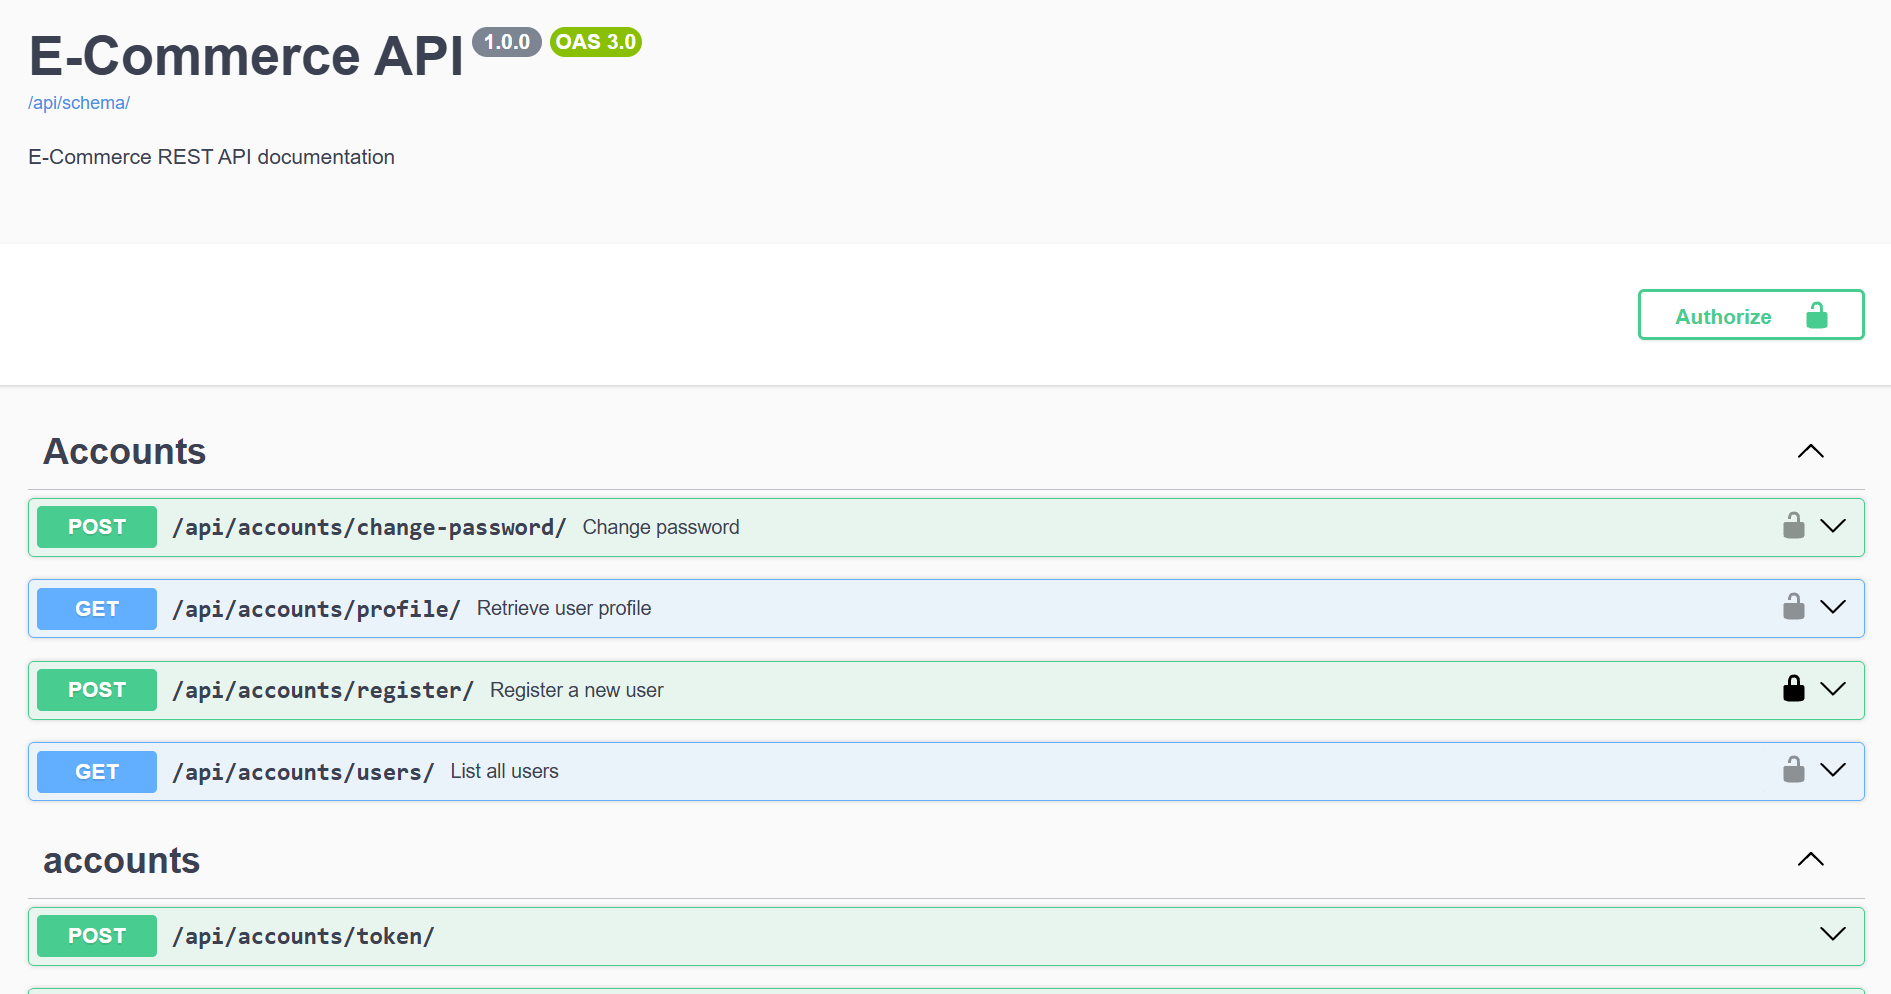 E-Commerce API 1.0.0 OAS 3.0
/api/schema/
E-Commerce REST API documentation
Authorize
Accounts
POST /api/accounts/change-password/ Change password
GET /api/accounts/profile/ Retrieve user profile
POST /api/accounts/register/ Register a new user
GET /api/accounts/users/ List all users
accounts
POST /api/accounts/token/